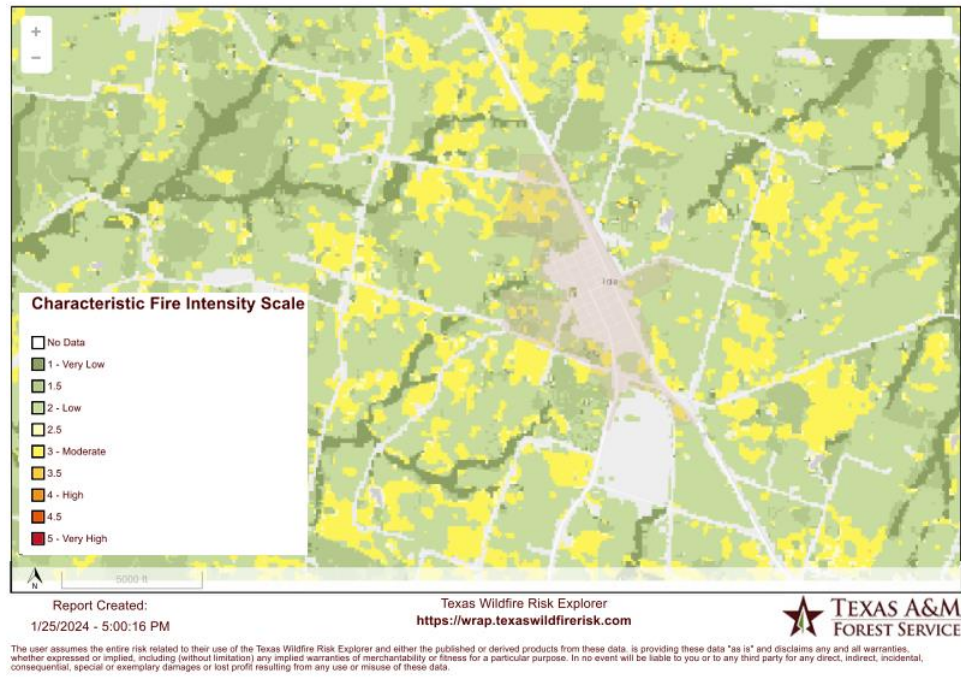 +
−
Characteristic Fire Intensity Scale
No Data
1 - Very Low
1.5
2 - Low
2.5
3 - Moderate
3.5
4 - High
4.5
5 - Very High
N
5000 ft
Report Created:
1/25/2024 - 5:00:16 PM
Texas Wildfire Risk Explorer
https://wrap.texaswildfirerisk.com
TEXAS A&M
FOREST SERVICE
The user assumes the entire risk related to their use of the Texas Wildfire Risk Explorer and either the published or derived products from these data. is providing these data "as is" and disclaims any and all warranties,
whether expressed or implied, including (without limitation) any implied warranties of merchantability or fitness for a particular purpose. In no event will be liable to you or to any third party for any direct, indirect, incidental,
consequential, special or exemplary damages or lost profit resulting from any use or misuse of these data.